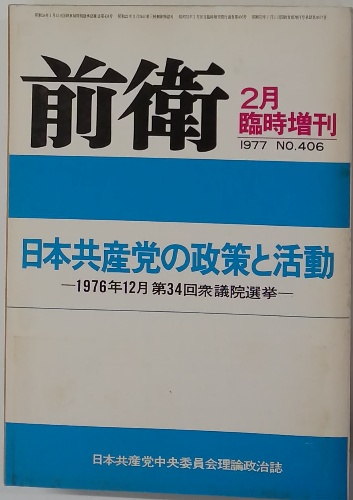 前衛
2月
臨時増刊
1977 NO.406
日本共産党の政策と活動
—1976年12月第34回衆議院選挙—
日本共産党中央委員会理論政治誌